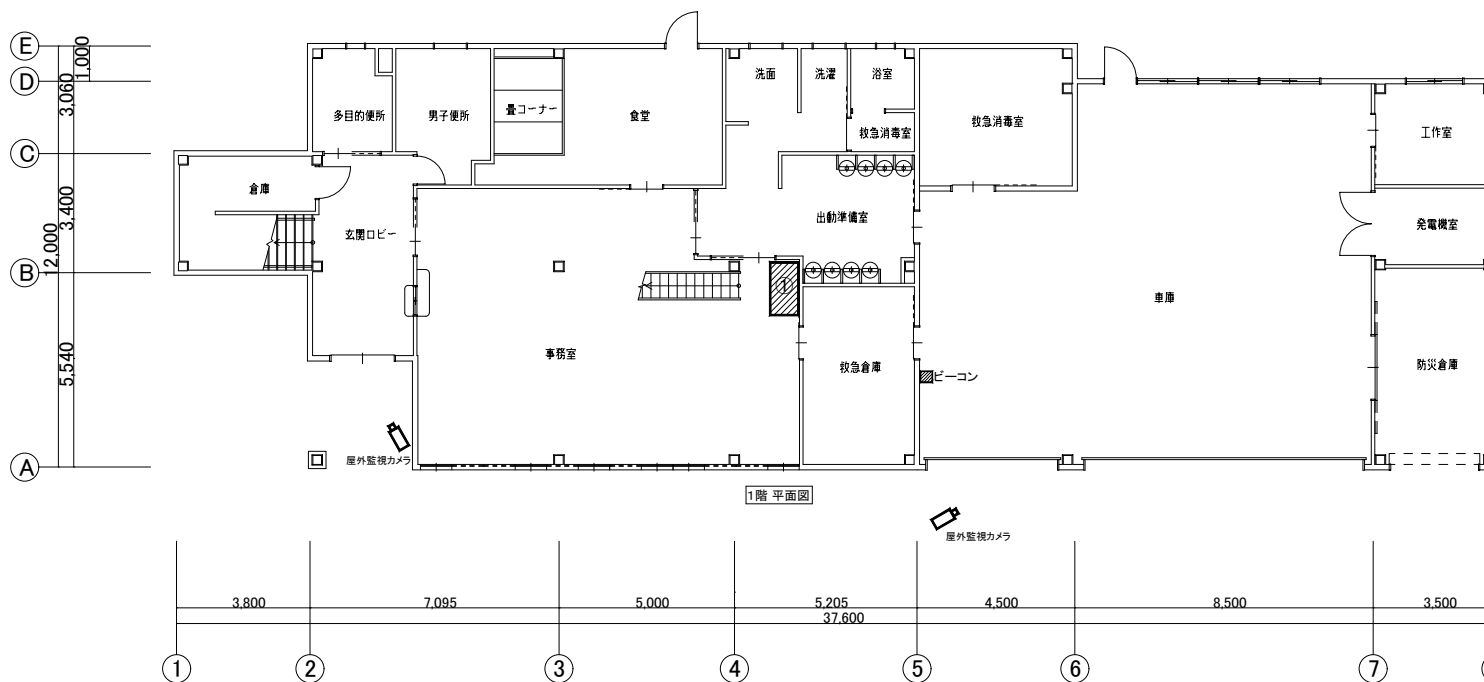 E
D
C
B
A
1,000
3,060
3,400
12,000
5,540
多目的便所
男子便所
畳コーナー
食堂
洗面
洗濯
浴室
救急消毒室
救急消毒室
工作室
倉庫
玄関ロビー
出動準備室
発電機室
①
車庫
事務室
救急倉庫
防災倉庫
ビーコン
屋外監視カメラ
1階 平面図
屋外監視カメラ
3,800
7,095
5,000
5,205
4,500
8,500
3,500
37,600
1
2
3
4
5
6
7